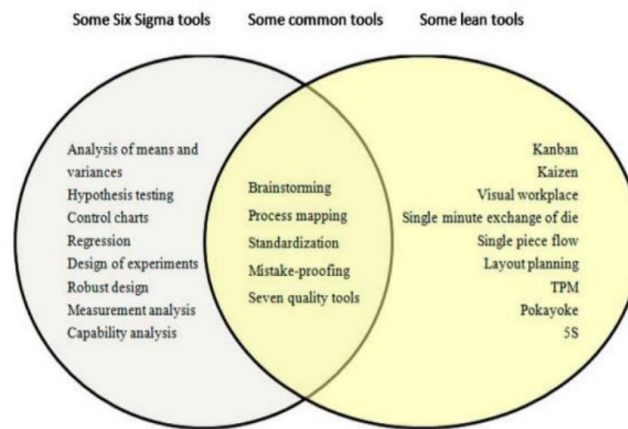 Some Six Sigma tools
Some common tools
Some lean tools
Analysis of means and
variances
Hypothesis testing
Control charts
Regression
Design of experiments
Robust design
Measurement analysis
Capability analysis
Brainstorming
Process mapping
Standardization
Mistake-proofing
Seven quality tools
Kanban
Kaizen
Visual workplace
Single minute exchange of die
Single piece flow
Layout planning
TPM
Pokayoke
5S